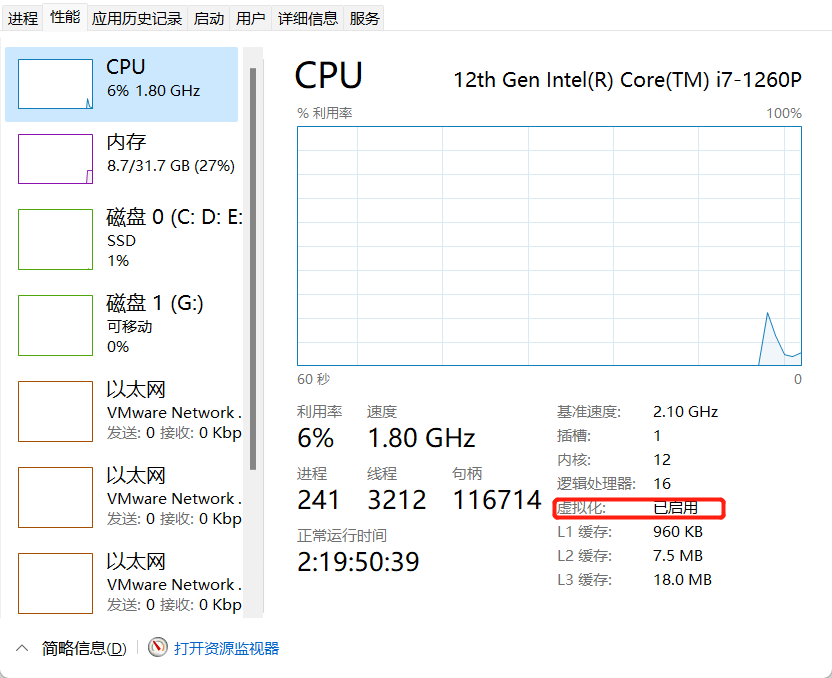 进程 性能 应用历史记录 启动 用户 详细信息 服务
CPU
6% 1.80 GHz
内存
8.7/31.7 GB (27%)
磁盘 0 (C: D: E:
SSD
1%
磁盘 1 (G:)
可移动
0%
以太网
VMware Network .
发送: 0 接收: 0 Kbp
以太网
VMware Network .
发送: 0 接收: 0 Kbp
以太网
VMware Network .
发送: 0 接收: 0 Kbp
CPU 12th Gen Intel(R) Core(TM) i7-1260P
% 利用率 100%
60 秒 0
利用率 速度
6% 1.80 GHz
进程 线程 句柄
241 3212 116714
正常运行时间
2:19:50:39
基准速度: 2.10 GHz
插槽: 1
内核: 12
逻辑处理器: 16
虚拟化: 已启用
L1 缓存: 960 KB
L2 缓存: 7.5 MB
L3 缓存: 18.0 MB
简略信息(D) 打开资源监视器